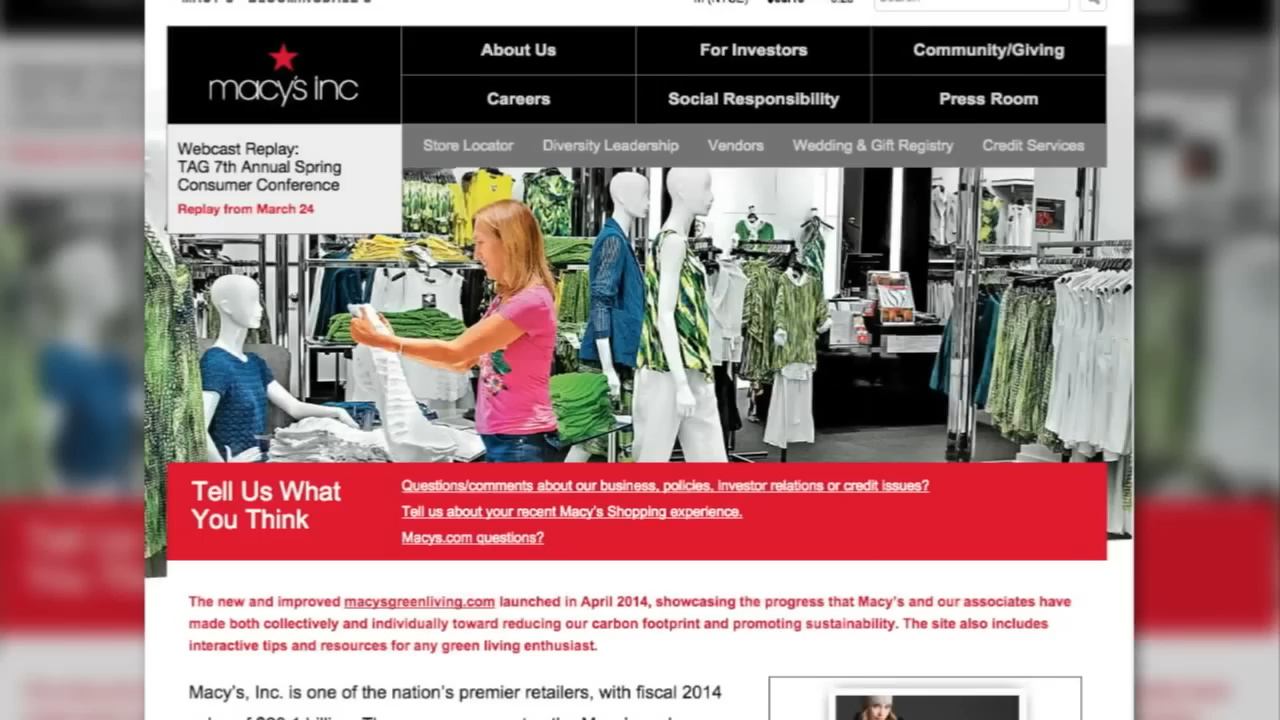 MACY'S BLOOMINGDALE'S
Search
macy's inc
About Us
For Investors
Community/Giving
Careers
Social Responsibility
Press Room
Store Locator
Diversity Leadership
Vendors
Wedding & Gift Registry
Credit Services
Webcast Replay:
TAG 7th Annual Spring
Consumer Conference
Replay from March 24
Tell Us What
You Think
Questions/comments about our business, policies, investor relations or credit issues?
Tell us about your recent Macy's Shopping experience.
Macys.com questions?
The new and improved macysgreenliving.com launched in April 2014, showcasing the progress that Macy's and our associates have
made both collectively and individually toward reducing our carbon footprint and promoting sustainability. The site also includes
interactive tips and resources for any green living enthusiast.
Macy's, Inc. is one of the nation's premier retailers, with fiscal 2014